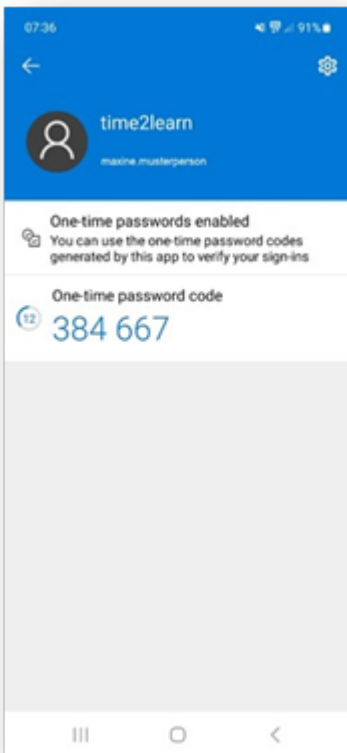 07:36 91%
time2learn
maxine.musterperson
One-time passwords enabled
You can use the one-time password codes
generated by this app to verify your sign-ins
One-time password code
12
384 667